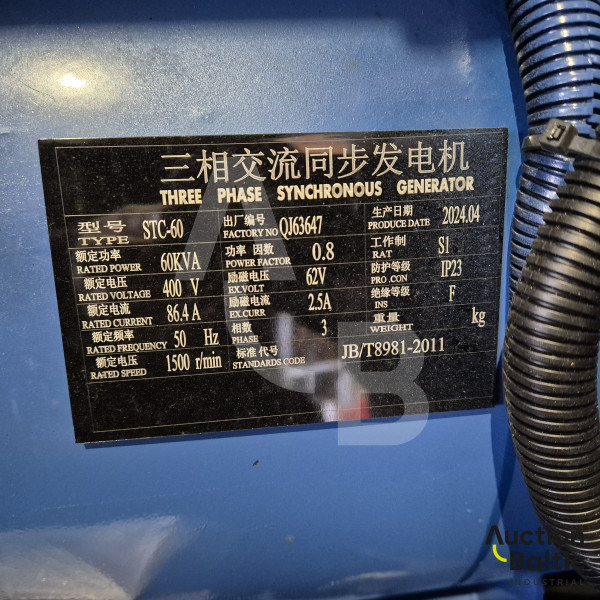 三相交流同步发电机
THREE PHASE SYNCHRONOUS GENERATOR
型号 TYPE STC-60 出厂编号 FACTORY NO QJ63647 生产日期 PRODUCE DATE 2024.04
额定功率 RATED POWER 60KVA 功率因数 POWER FACTOR 0.8 工作制 RAT S1
额定电压 RATED VOLTAGE 400 V 励磁电压 EX.VOLT 62V 防护等级 PRO.CON IP23
额定电流 RATED CURRENT 86.4 A 励磁电流 EX.CURR 2.5A 绝缘等级 INS F
额定频率 RATED FREQUENCY 50 Hz 相数 PHASE 3 重量 WEIGHT kg
额定电压 RATED SPEED 1500 r/min 标准代号 STANDARDS CODE JB/T8981-2011
ACB
Auction
Baltic
INDUSTRIAL